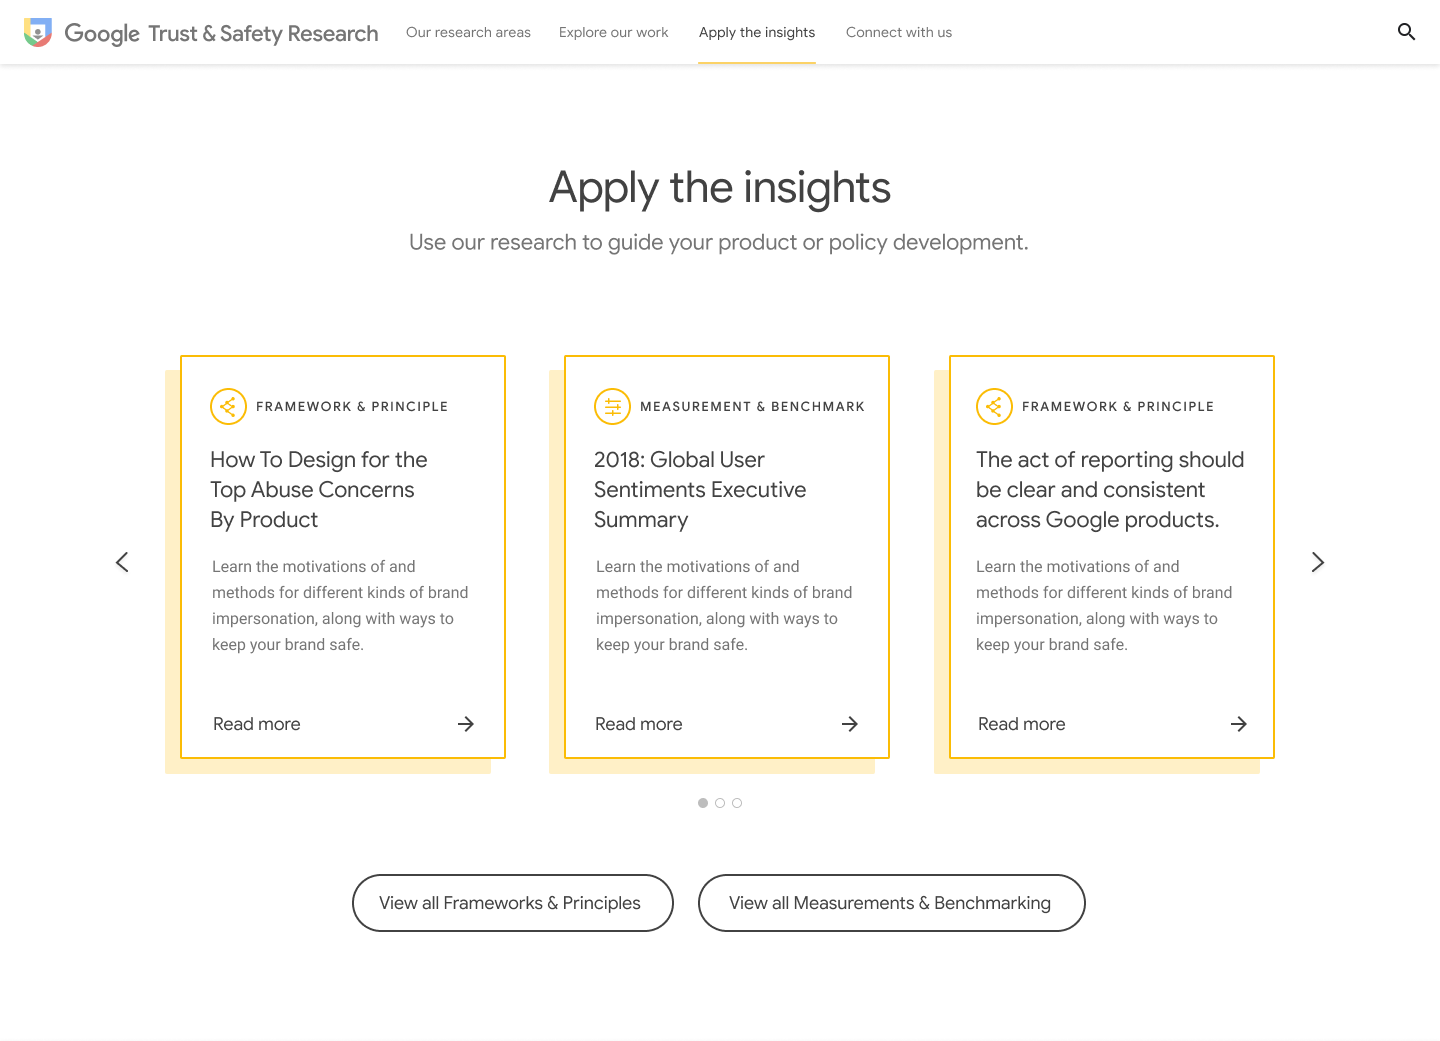 Google Trust & Safety Research
Our research areas
Explore our work
Apply the insights
Connect with us
Apply the insights
Use our research to guide your product or policy development.
FRAMEWORK & PRINCIPLE
How To Design for the
Top Abuse Concerns
By Product
Learn the motivations of and
methods for different kinds of brand
impersonation, along with ways to
keep your brand safe.
Read more
MEASUREMENT & BENCHMARK
2018: Global User
Sentiments Executive
Summary
Learn the motivations of and
methods for different kinds of brand
impersonation, along with ways to
keep your brand safe.
Read more
FRAMEWORK & PRINCIPLE
The act of reporting should
be clear and consistent
across Google products.
Learn the motivations of and
methods for different kinds of brand
impersonation, along with ways to
keep your brand safe.
Read more
View all Frameworks & Principles
View all Measurements & Benchmarking